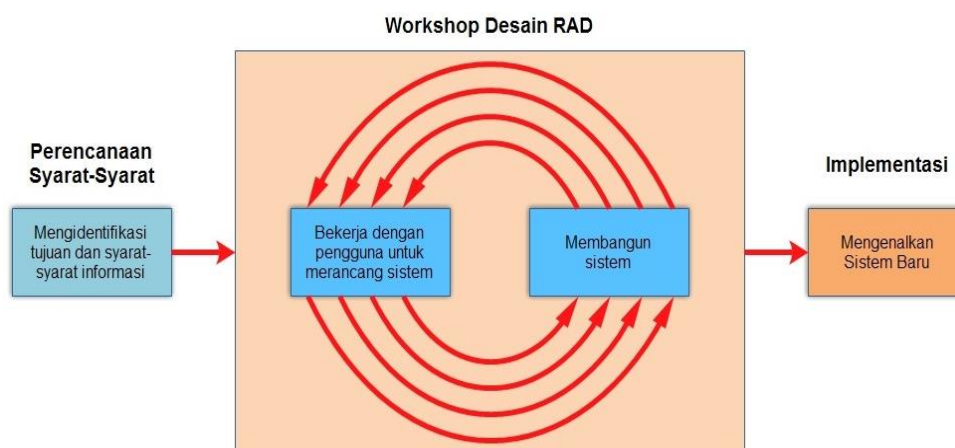 Workshop Desain RAD
Perencanaan
Syarat-Syarat
Mengidentifikasi
tujuan dan syarat-
syarat informasi
Bekerja dengan
pengguna untuk
merancang sistem
Membangun
sistem
Implementasi
Mengenalkan
Sistem Baru